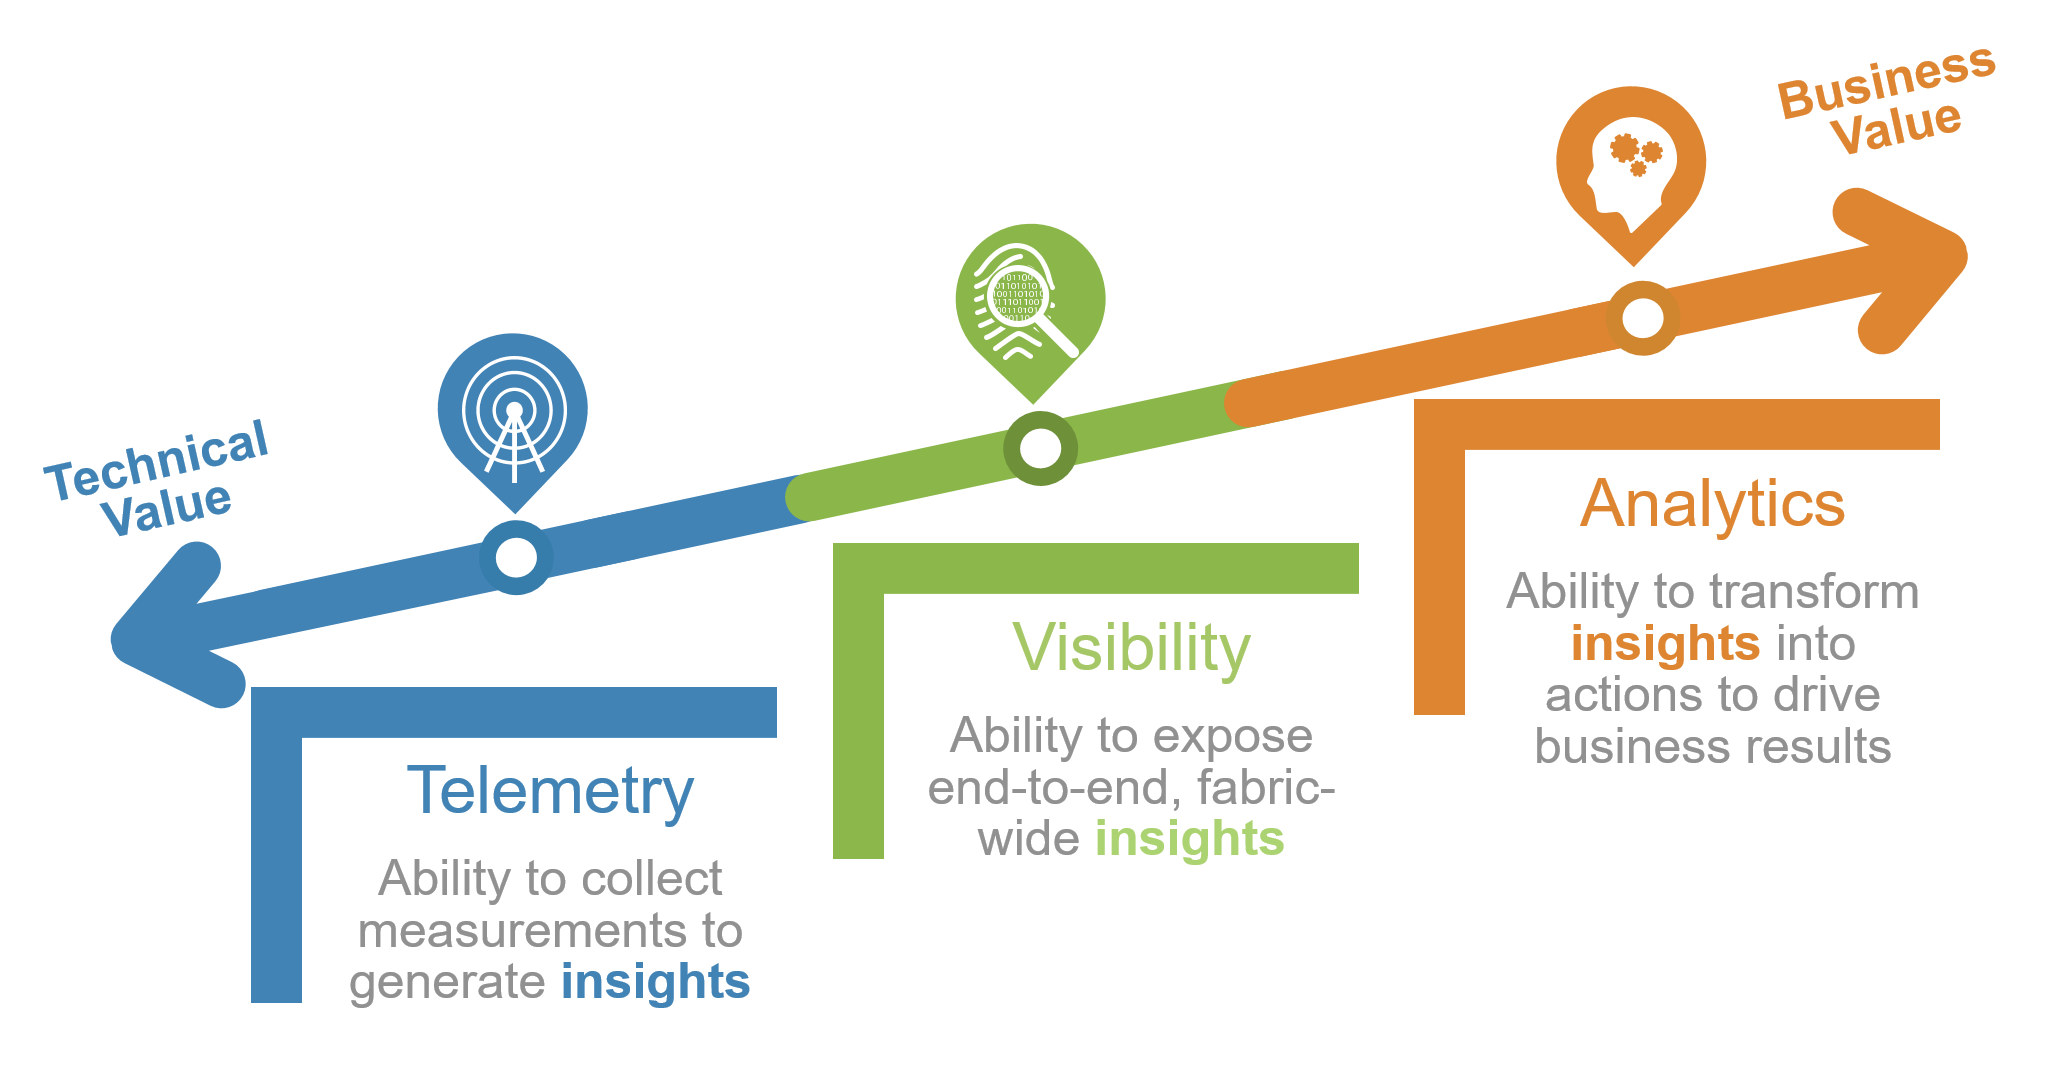 Technical
Value
Telemetry
Ability to collect
measurements to
generate insights
Visibility
Ability to expose
end-to-end, fabric-
wide insights
Business
Value
Analytics
Ability to transform
insights into
actions to drive
business results